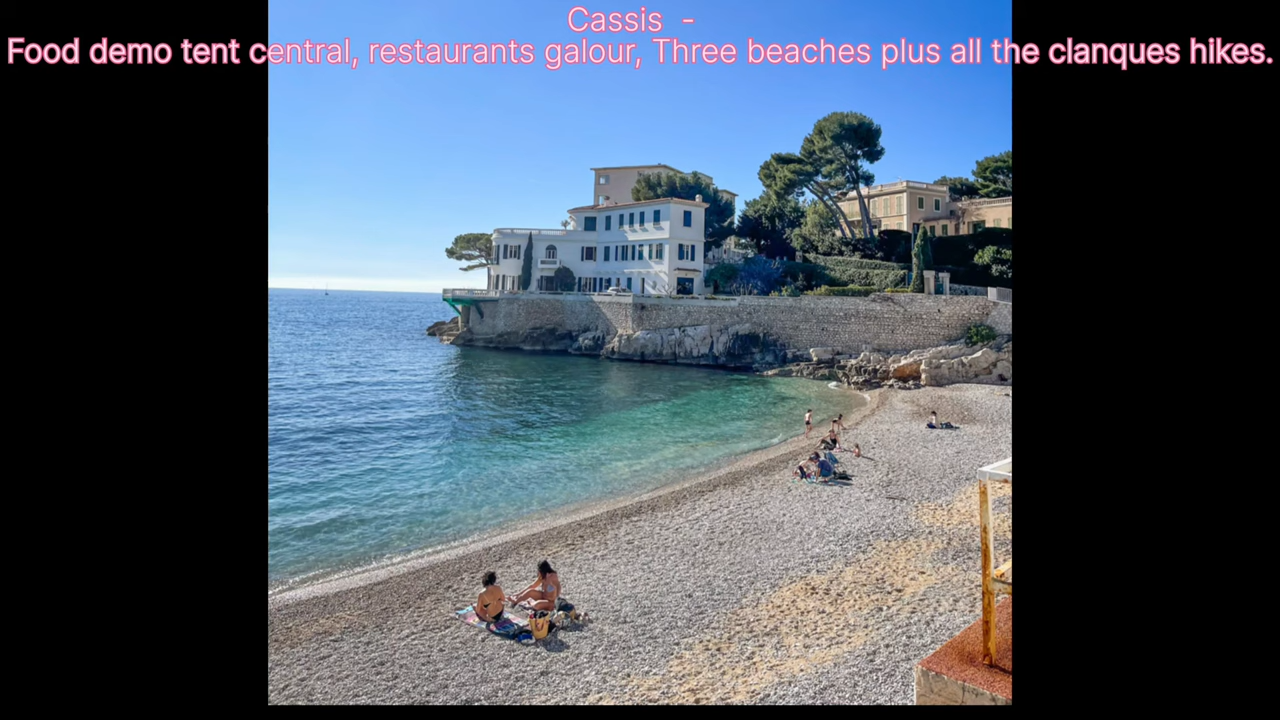 Cassis -
Food demo tent central, restaurants galour, Three beaches plus all the clanques hikes.